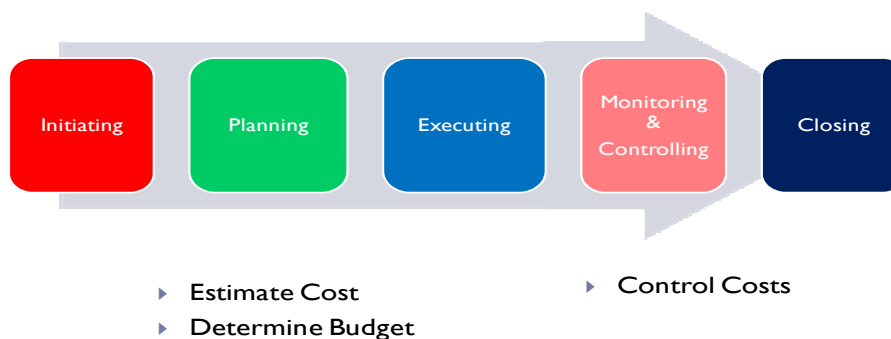 Initiating
Planning
Executing
Monitoring
&
Controlling
Closing
Estimate Cost
Determine Budget
Control Costs